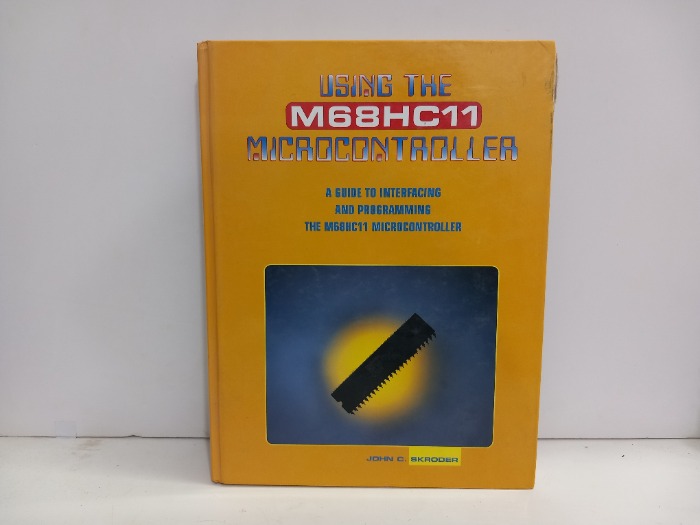 USING THE
M68HC11
MICROCONTROLLER
A GUIDE TO INTERFACING
AND PROGRAMMING
THE M68HC11 MICROCONTROLLER
JOHN C. SKRODER